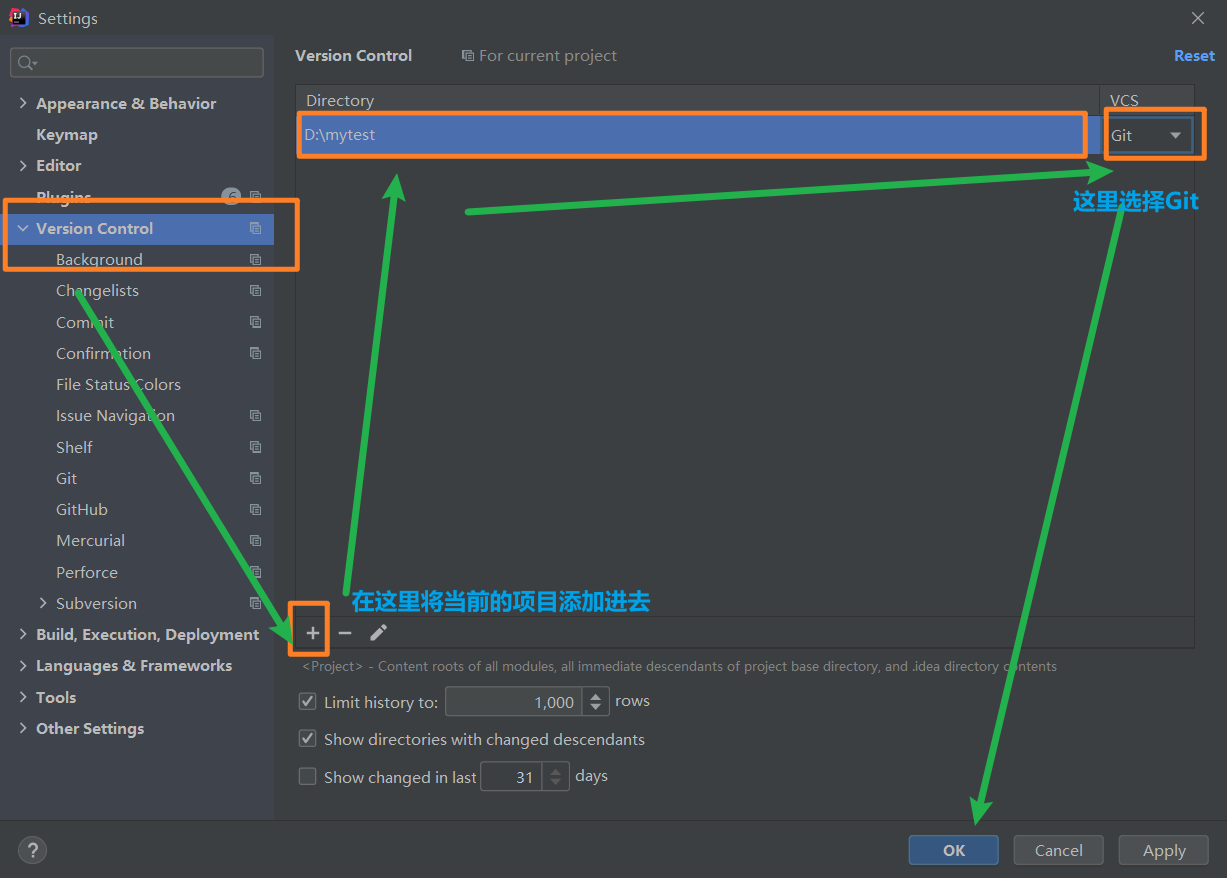 Settings
Version Control
For current project
Reset
Appearance & Behavior
Keymap
Editor
Plugins
6
Version Control
Background
Changelists
Commit
Confirmation
File Status Colors
Issue Navigation
Shelf
Git
GitHub
Mercurial
Perforce
Subversion
Build, Execution, Deployment
Languages & Frameworks
Tools
Other Settings
Directory
VCS
D:\mytest
Git
这里选择Git
在这里将当前的项目添加进去
<Project> - Content roots of all modules, all immediate descendants of project base directory, and .idea directory contents
Limit history to: 1,000 rows
Show directories with changed descendants
Show changed in last 31 days
?
OK
Cancel
Apply